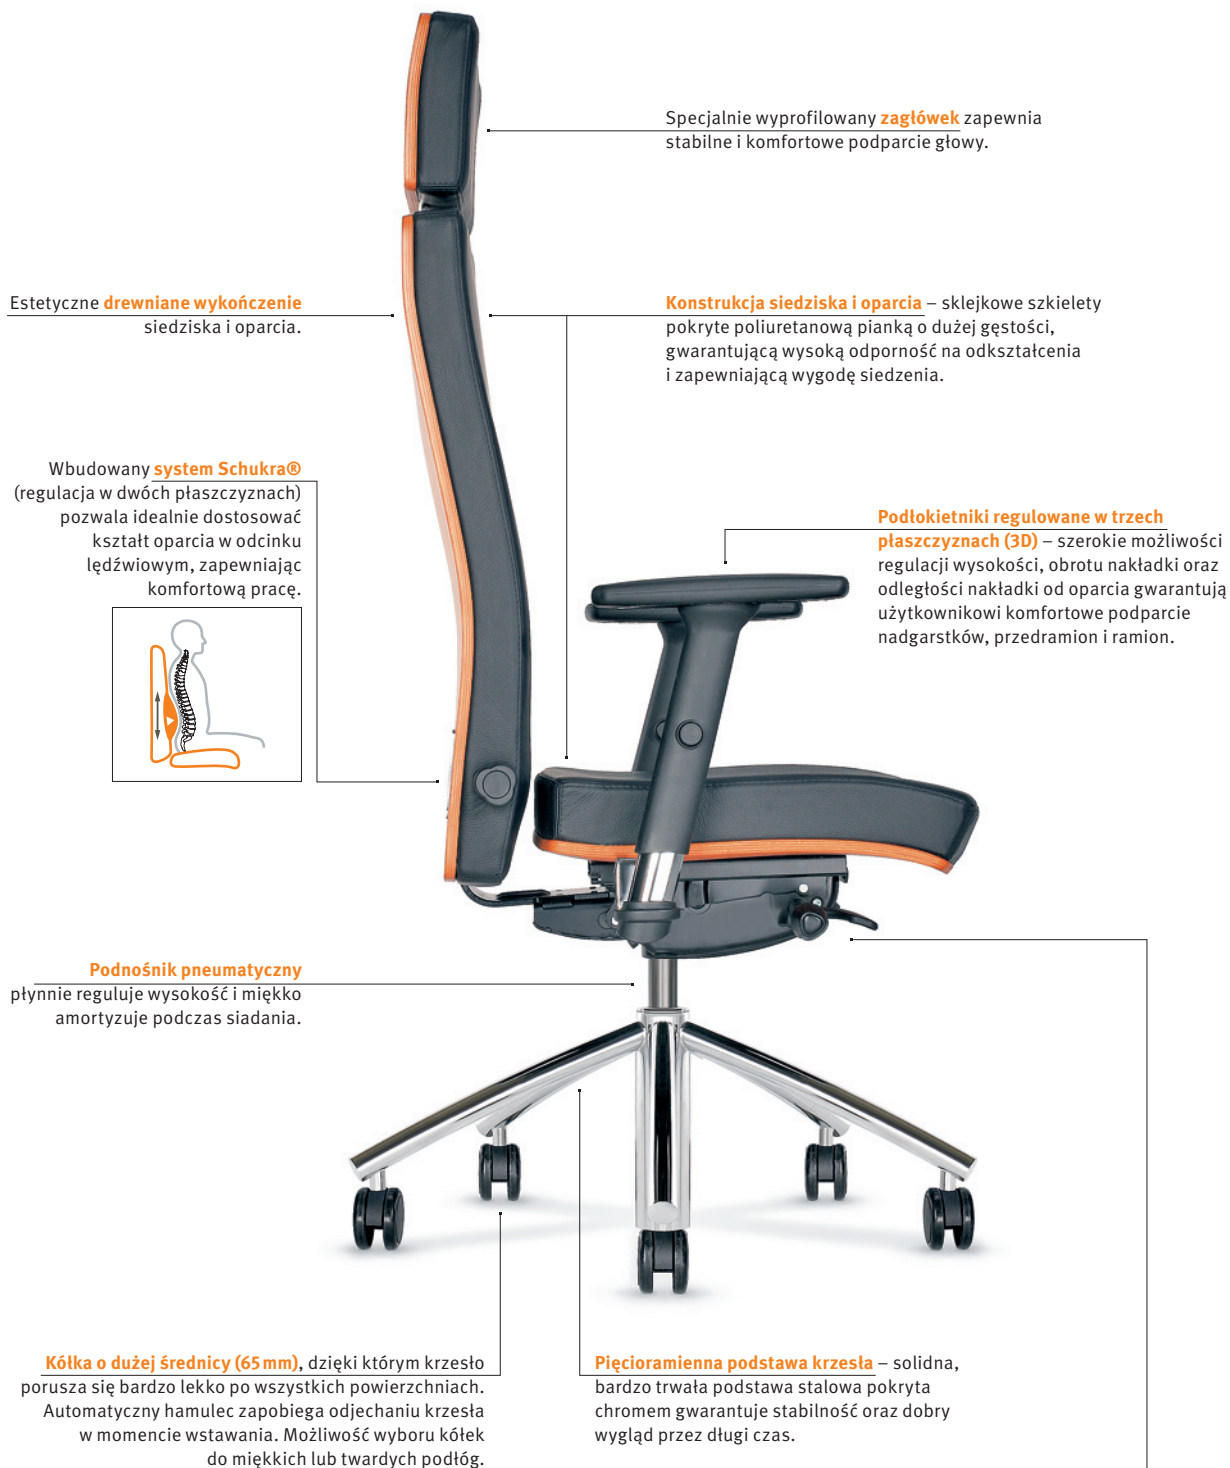 Specjalnie wyprofilowany zagłówek zapewnia
stabilne i komfortowe podparcie głowy.
Estetyczne drewniane wykończenie
siedziska i oparcia.
Konstrukcja siedziska i oparcia – sklejkowe szkielety
pokryte poliuretanową pianką o dużej gęstości,
gwarantującą wysoką odporność na odkształcenia
i zapewniającą wygodę siedzenia.
Wbudowany system Schukra®
(regulacja w dwóch płaszczyznach)
pozwala idealnie dostosować
kształt oparcia w odcinku
lędźwiowym, zapewniając
komfortową pracę.
Podłokietniki regulowane w trzech
płaszczyznach (3D) – szerokie możliwości
regulacji wysokości, obrotu nakładki oraz
odległości nakładki od oparcia gwarantują
użytkownikowi komfortowe podparcie
nadgarstków, przedramion i ramion.
Podnośnik pneumatyczny
płynnie reguluje wysokość i miękko
amortyzuje podczas siadania.
Kółka o dużej średnicy (65 mm), dzięki którym krzesło
porusza się bardzo lekko po wszystkich powierzchniach.
Automatyczny hamulec zapobiega odjechaniu krzesła
w momencie wstawania. Możliwość wyboru kółek
do miękkich lub twardych podłóg.
Pięcioramienna podstawa krzesła – solidna,
bardzo trwała podstawa stalowa pokryta
chromem gwarantuje stabilność oraz dobry
wygląd przez długi czas.